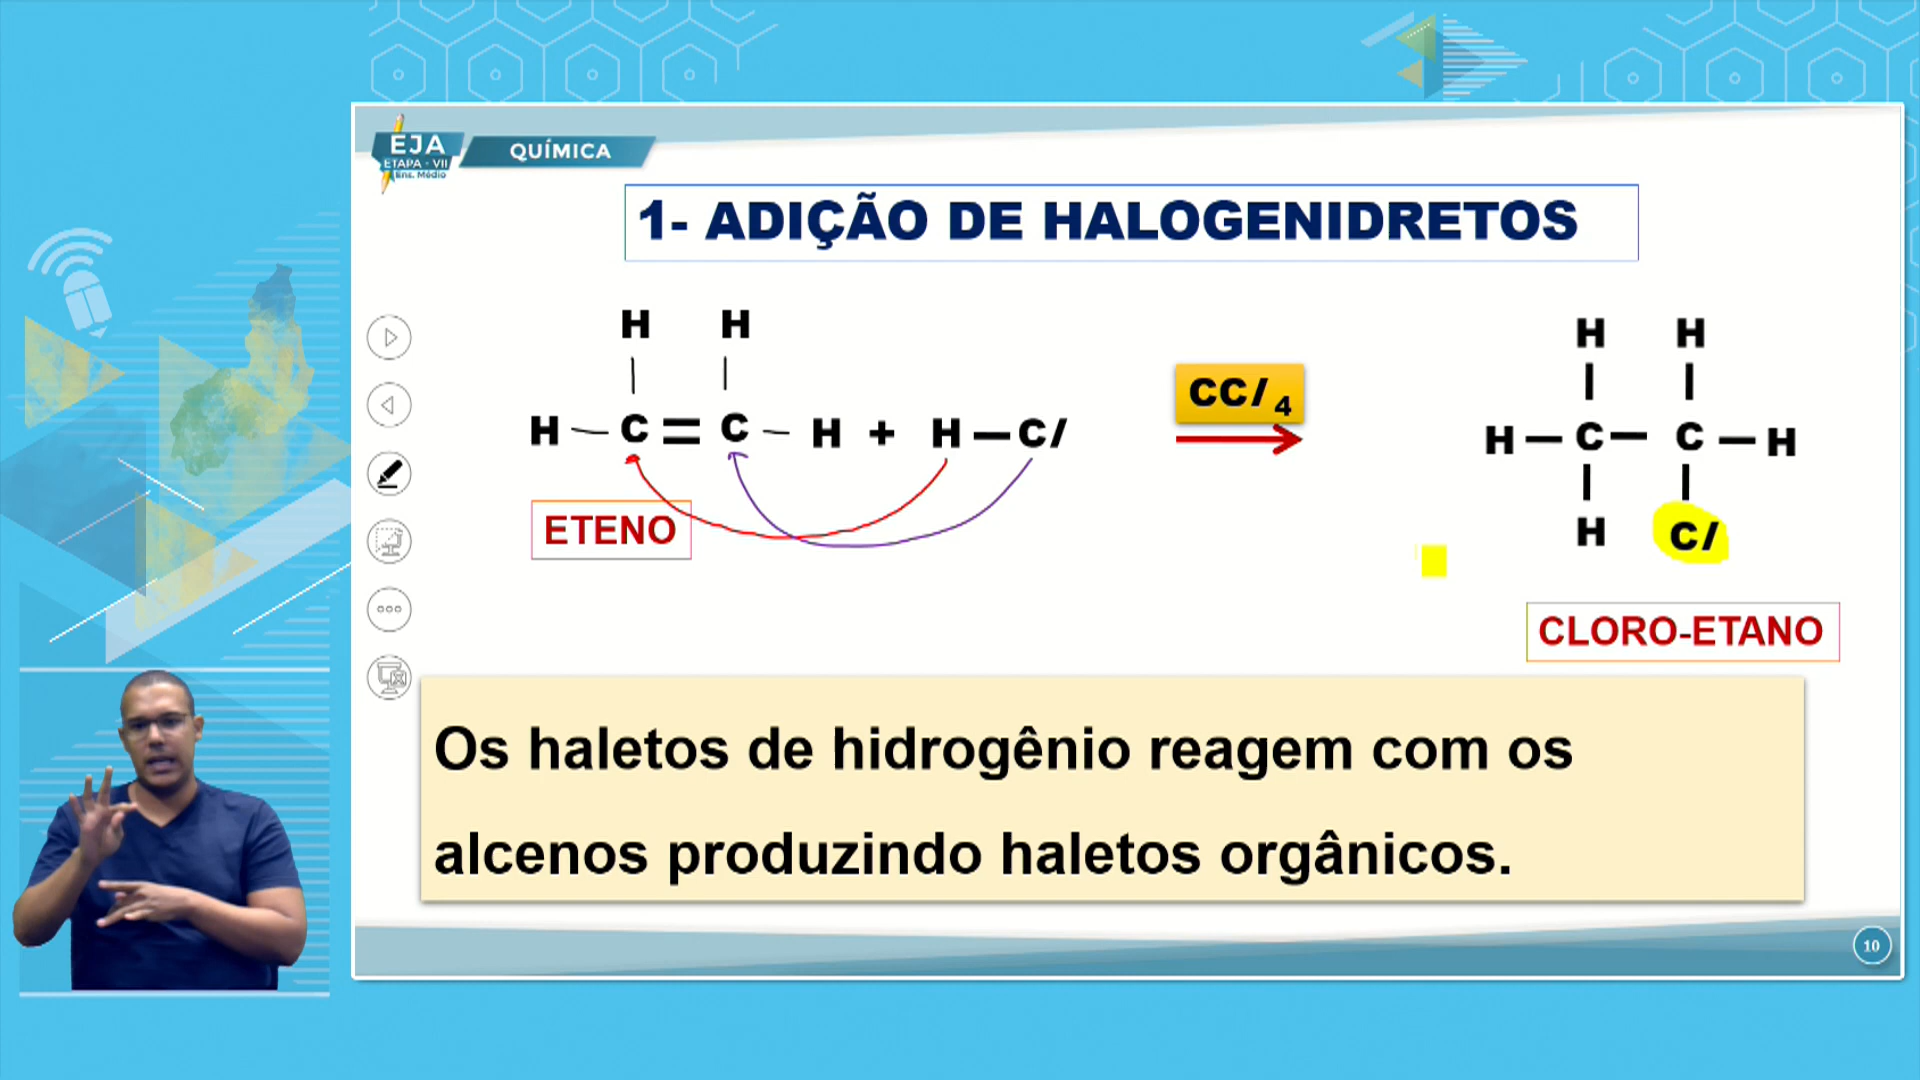 EJA
ETAPA - VII
Ens. Médio
QUÍMICA
1- ADIÇÃO DE HALOGENIDRETOS
H H
H — C = C — H + H — Cl
CCl4
H H
H — C — C — H
H Cl
ETENO
CLORO-ETANO
Os haletos de hidrogênio reagem com os
alcenos produzindo haletos orgânicos.
10